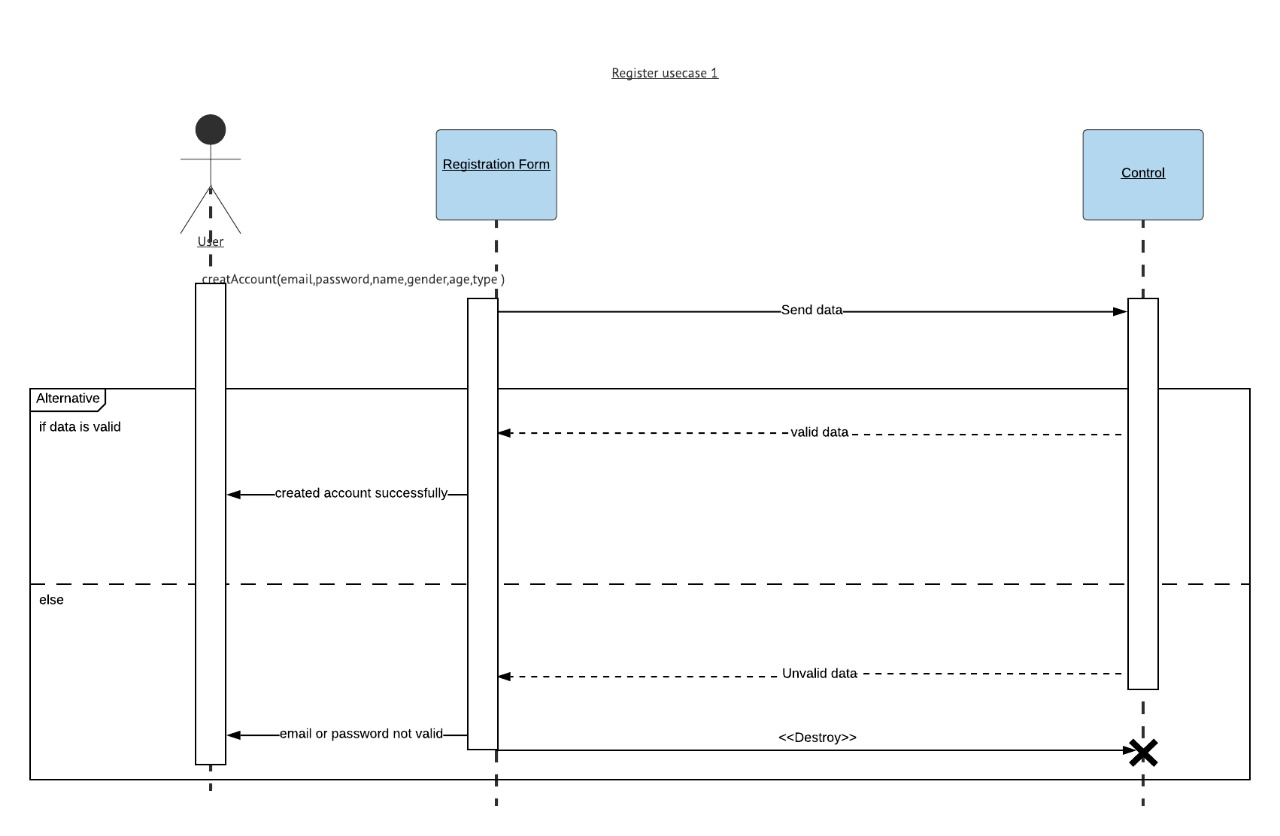 Register usecase 1
Registration Form
Control
User
creatAccount(email,password,name,gender,age,type )
Send data
Alternative
if data is valid
valid data
created account successfully
else
Unvalid data
email or password not valid
<<Destroy>>